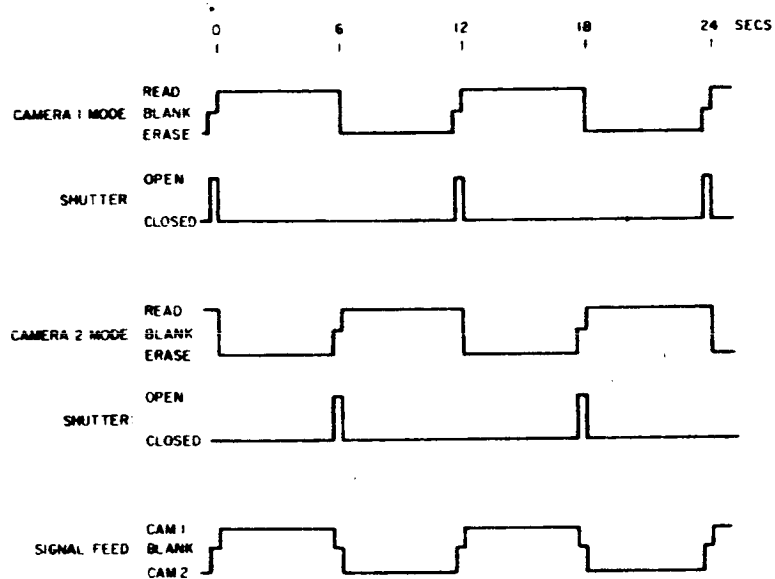 0 6 12 18 24 SECS
READ
CAMERA 1 MODE BLANK
ERASE
OPEN
SHUTTER
CLOSED
READ
CAMERA 2 MODE BLANK
ERASE
OPEN
SHUTTER
CLOSED
CAM 1
SIGNAL FEED BLANK
CAM 2